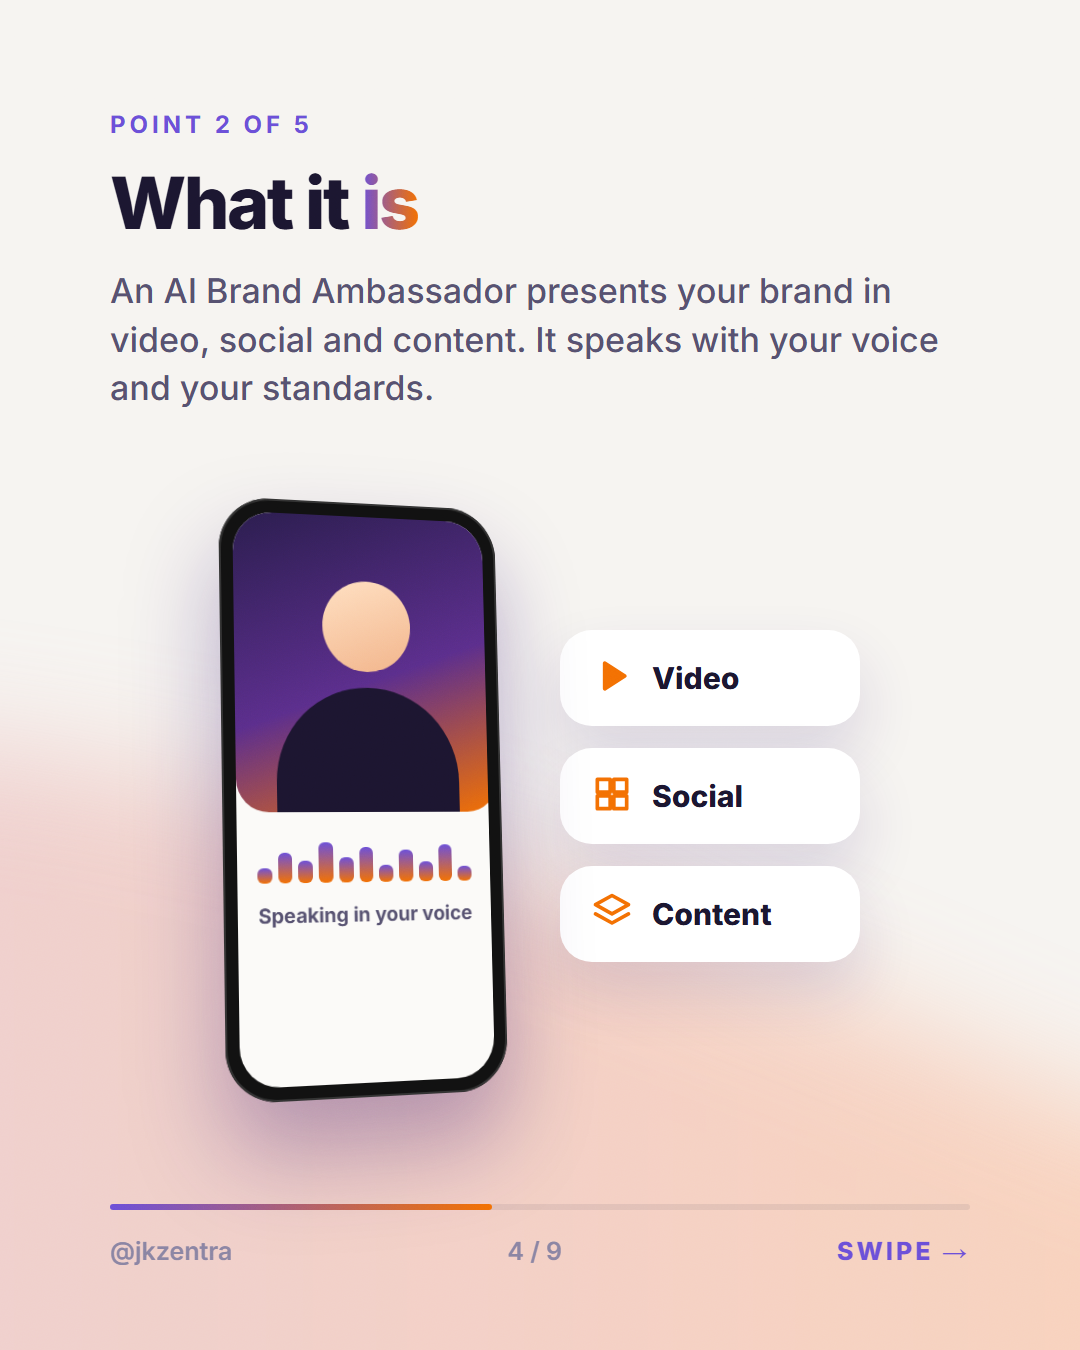 POINT 2 OF 5
What it is
An AI Brand Ambassador presents your brand in
video, social and content. It speaks with your voice
and your standards.
Video
Social
Content
Speaking in your voice
@jkzentra
4 / 9
SWIPE →